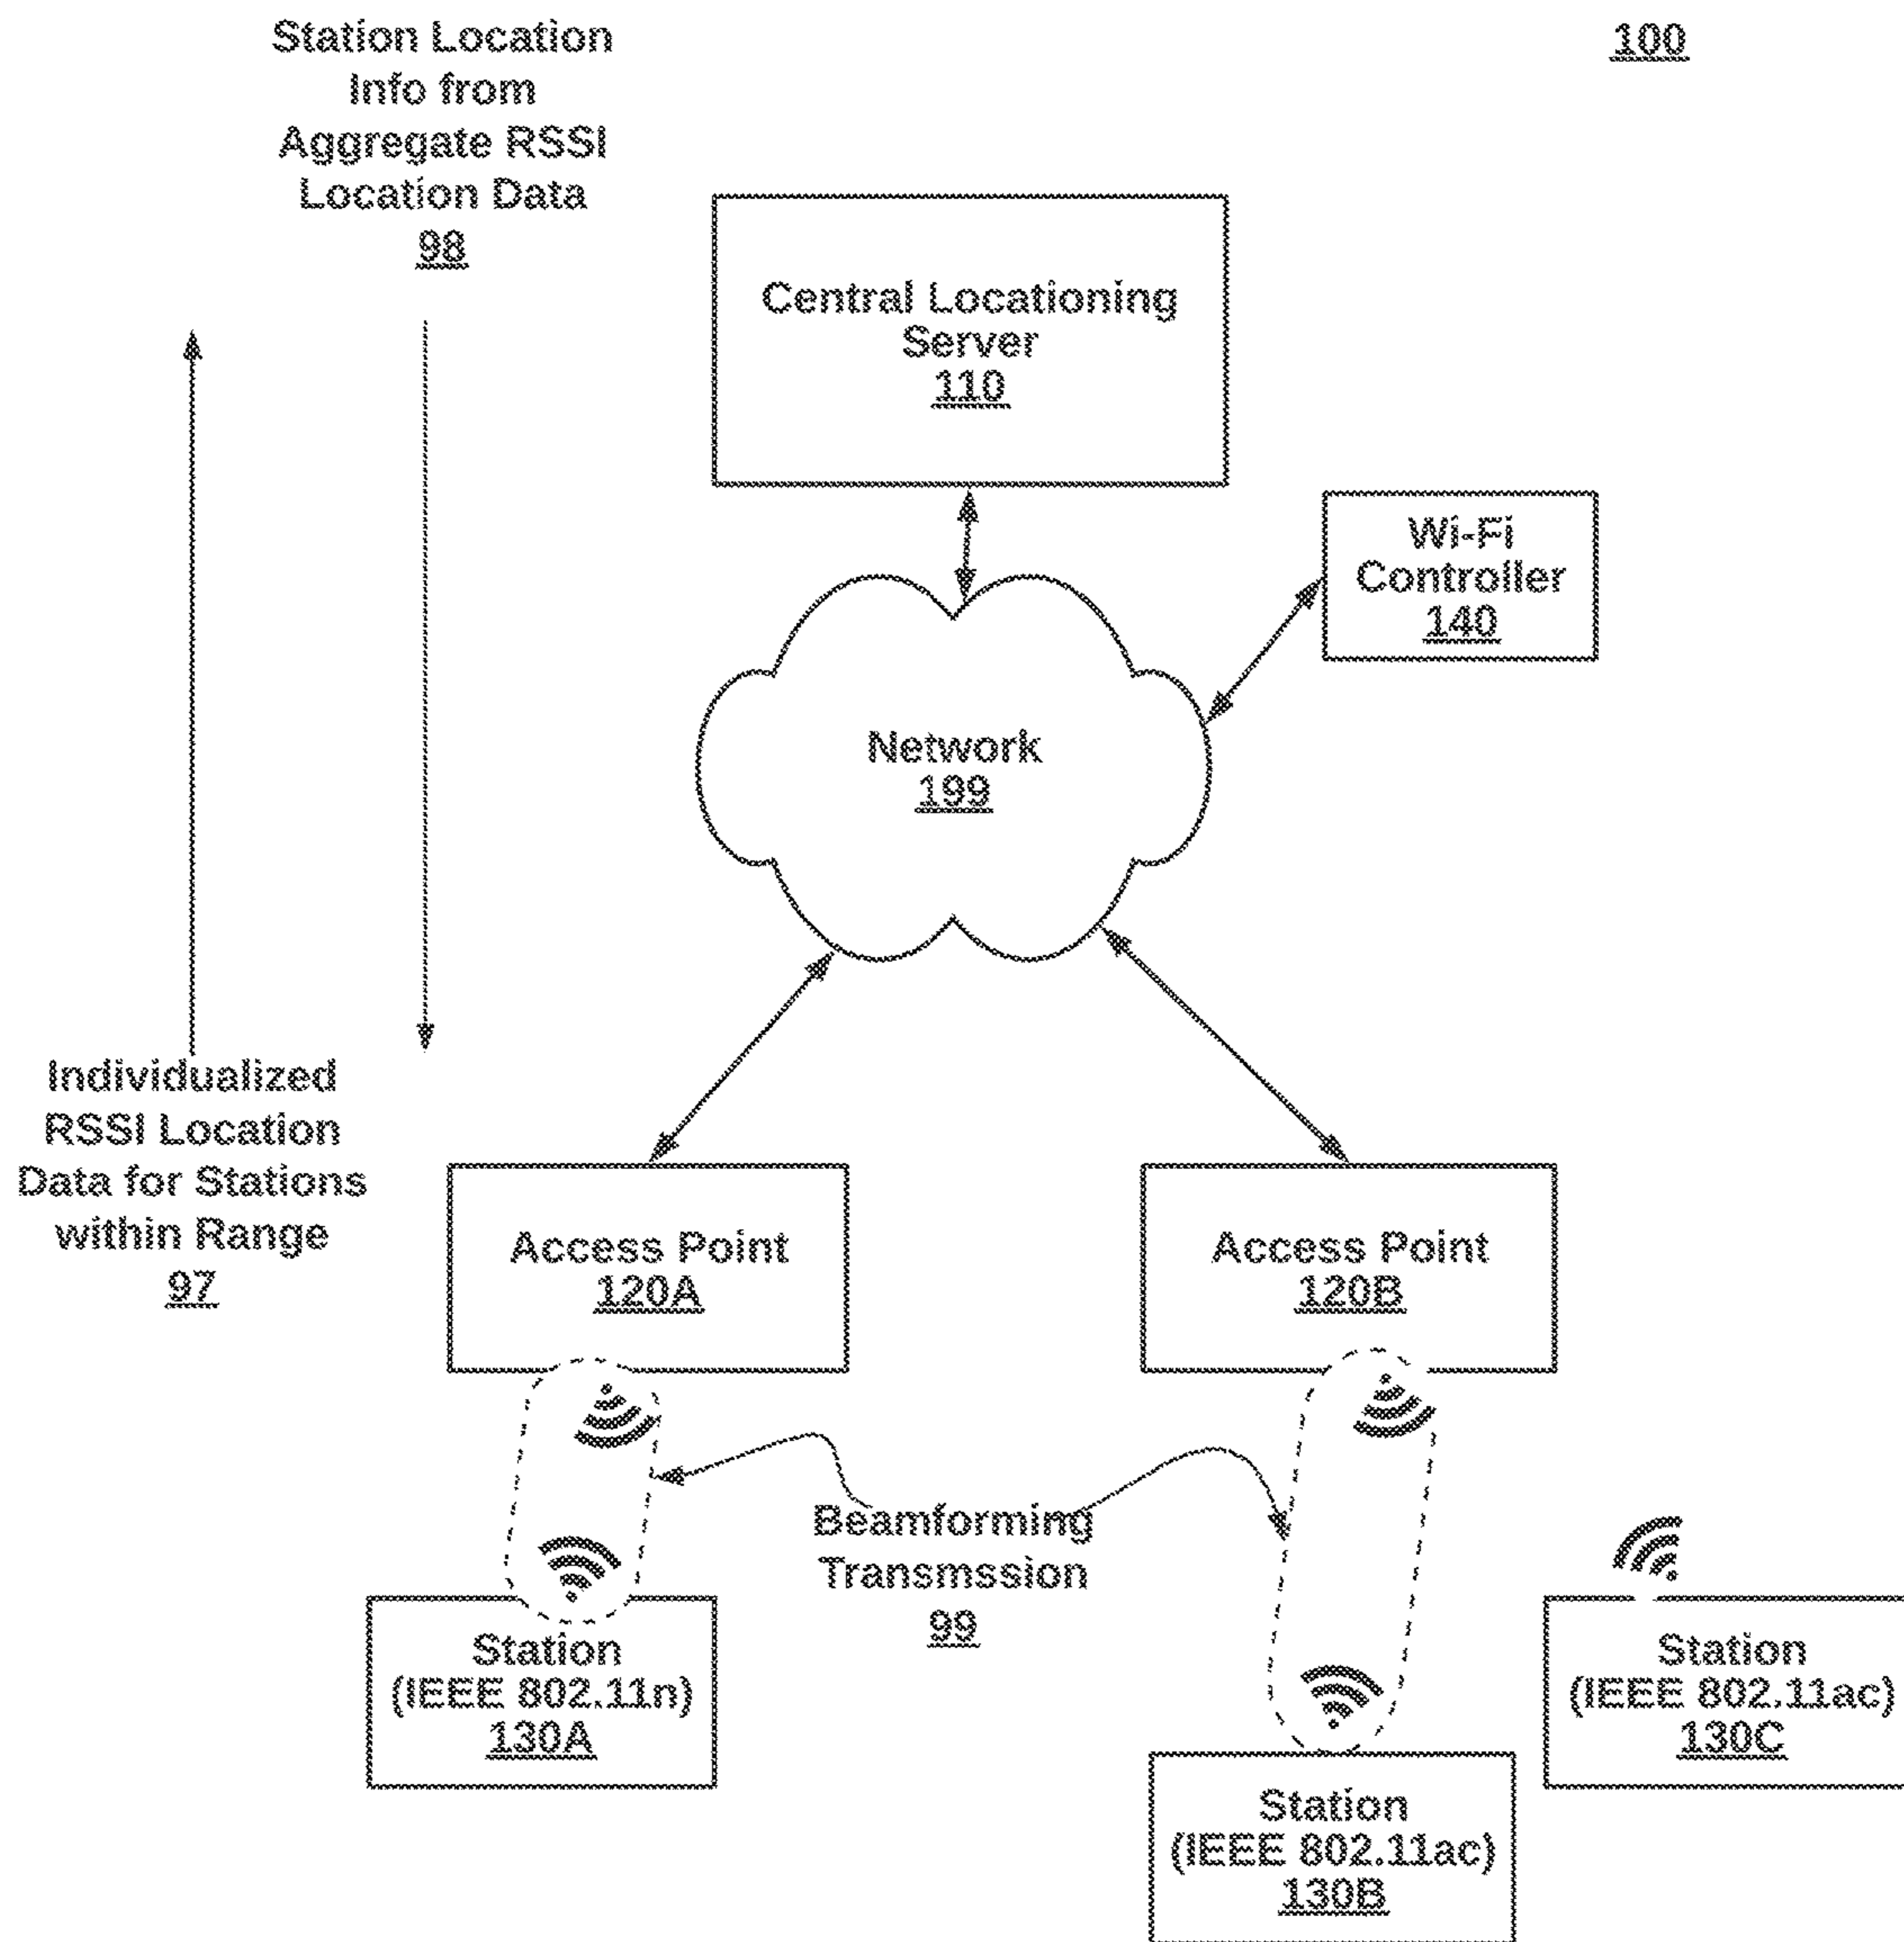 Station Location
Info from
Aggregate RSSI
Location Data
98
100
Central Locationing
Server
110
Wi-Fi
Controller
140
Network
199
Individualized
RSSI Location
Data for Stations
within Range
97
Access Point
120A
Access Point
120B
Beamforming
Transmssion
99
Station
(IEEE 802.11n)
130A
Station
(IEEE 802.11ac)
130C
Station
(IEEE 802.11ac)
130B